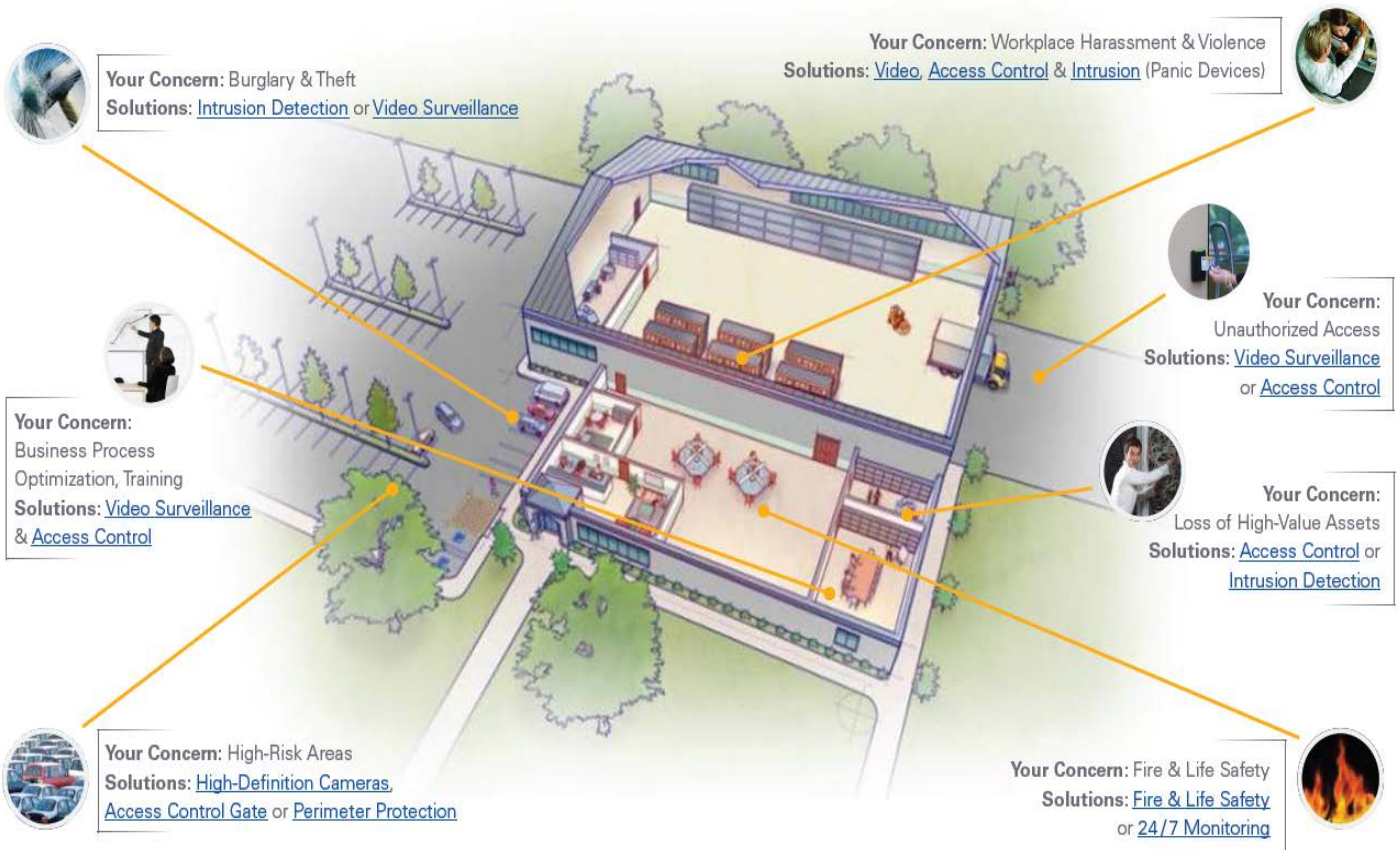 Your Concern: Burglary & Theft
Solutions: Intrusion Detection or Video Surveillance
Your Concern: Workplace Harassment & Violence
Solutions: Video, Access Control & Intrusion (Panic Devices)
Your Concern:
Unauthorized Access
Solutions: Video Surveillance
or Access Control
Your Concern:
Business Process
Optimization, Training
Solutions: Video Surveillance
& Access Control
Your Concern:
Loss of High-Value Assets
Solutions: Access Control or
Intrusion Detection
Your Concern: High-Risk Areas
Solutions: High-Definition Cameras,
Access Control Gate or Perimeter Protection
Your Concern: Fire & Life Safety
Solutions: Fire & Life Safety
or 24/7 Monitoring